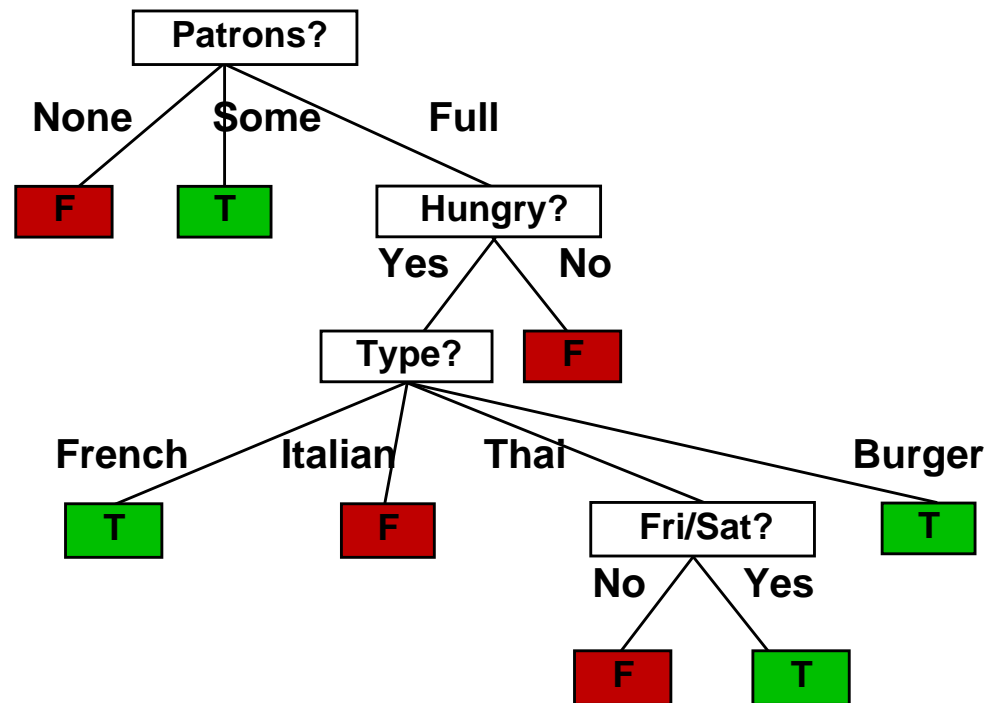 Patrons?
None Some Full
F T Hungry?
Yes No
Type? F
French Italian Thai Burger
T F Fri/Sat? T
No Yes
F T